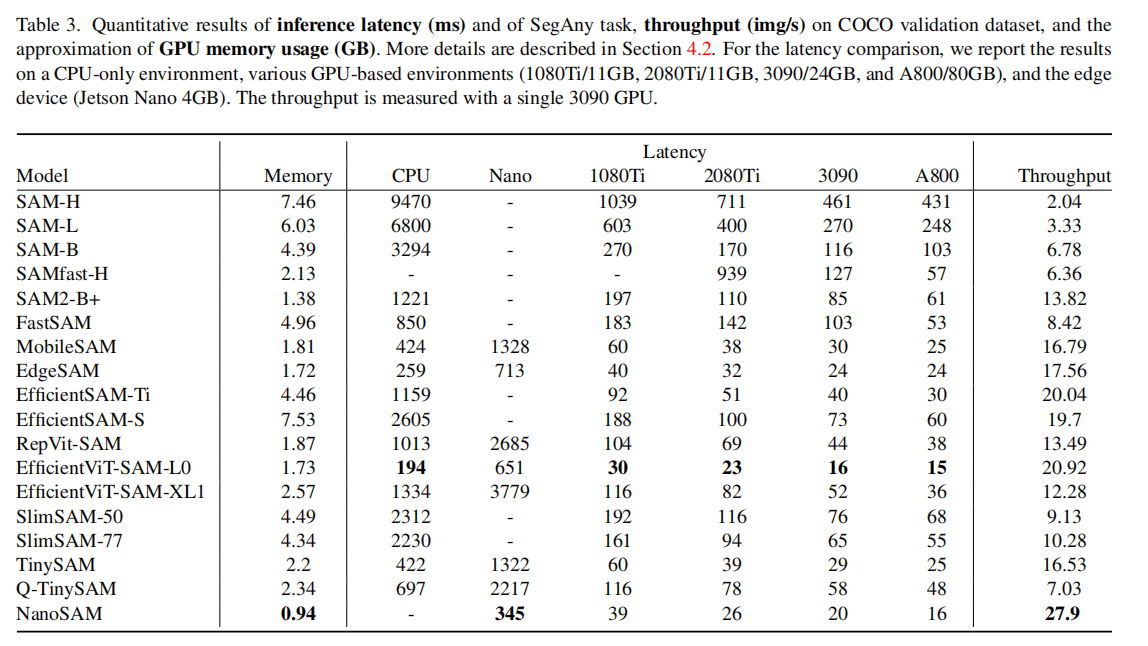 Table 3. Quantitative results of inference latency (ms) and of SegAny task, throughput (img/s) on COCO validation dataset, and the
approximation of GPU memory usage (GB). More details are described in Section 4.2. For the latency comparison, we report the results
on a CPU-only environment, various GPU-based environments (1080Ti/11GB, 2080Ti/11GB, 3090/24GB, and A800/80GB), and the edge
device (Jetson Nano 4GB). The throughput is measured with a single 3090 GPU.
Latency
Model Memory CPU Nano 1080Ti 2080Ti 3090 A800 Throughput
SAM-H 7.46 9470 - 1039 711 461 431 2.04
SAM-L 6.03 6800 - 603 400 270 248 3.33
SAM-B 4.39 3294 - 270 170 116 103 6.78
SAMfast-H 2.13 - - - 939 127 57 6.36
SAM2-B+ 1.38 1221 - 197 110 85 61 13.82
FastSAM 4.96 850 - 183 142 103 53 8.42
MobileSAM 1.81 424 1328 60 38 30 25 16.79
EdgeSAM 1.72 259 713 40 32 24 24 17.56
EfficientSAM-Ti 4.46 1159 - 92 51 40 30 20.04
EfficientSAM-S 7.53 2605 - 188 100 73 60 19.7
RepVit-SAM 1.87 1013 2685 104 69 44 38 13.49
EfficientViT-SAM-L0 1.73 194 651 30 23 16 15 20.92
EfficientViT-SAM-XL1 2.57 1334 3779 116 82 52 36 12.28
SlimSAM-50 4.49 2312 - 192 116 76 68 9.13
SlimSAM-77 4.34 2230 - 161 94 65 55 10.28
TinySAM 2.2 422 1322 60 39 29 25 16.53
Q-TinySAM 2.34 697 2217 116 78 58 48 7.03
NanoSAM 0.94 - 345 39 26 20 16 27.9